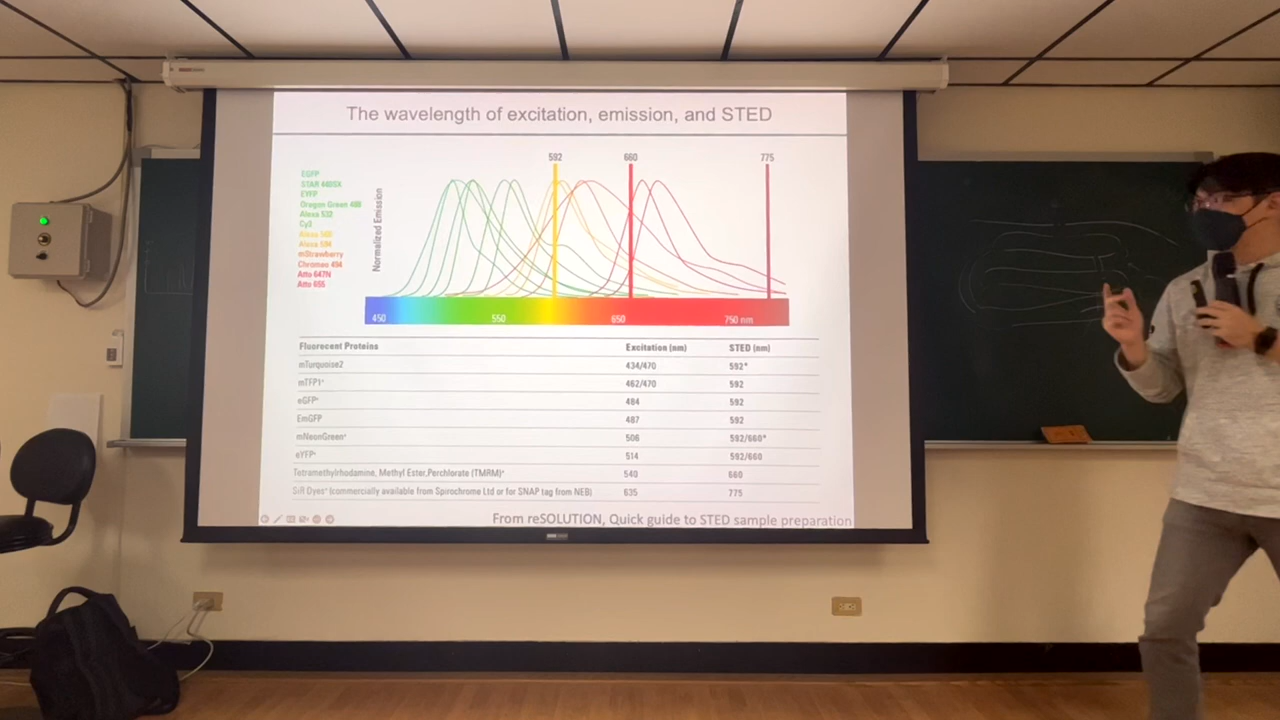 The wavelength of excitation, emission, and STED
592 660 775
EGFP
STAR 440SX
EYFP
Oregon Green 488
Alexa 532
Cy3
Alexa 594
mStrawberry
Chromeo 494
Atto 647N
Atto 655
Normalized Emission
450 550 650 750 nm
Fluorecent Proteins Excitation (nm) STED (nm)
mTurquoise2 434/470 592*
mTFP1⁺ 462/470 592
eGFP⁺ 484 592
EmGFP 487 592
mNeonGreen⁺ 506 592/660*
eYFP⁺ 514 592/660
Tetramethylrhodamine, Methyl Ester,Perchlorate (TMRM)⁺ 540 660
SiR Dyes⁺ (commercially available from Spirochrome Ltd or for SNAP tag from NEB) 635 775
From reSOLUTION, Quick guide to STED sample preparation